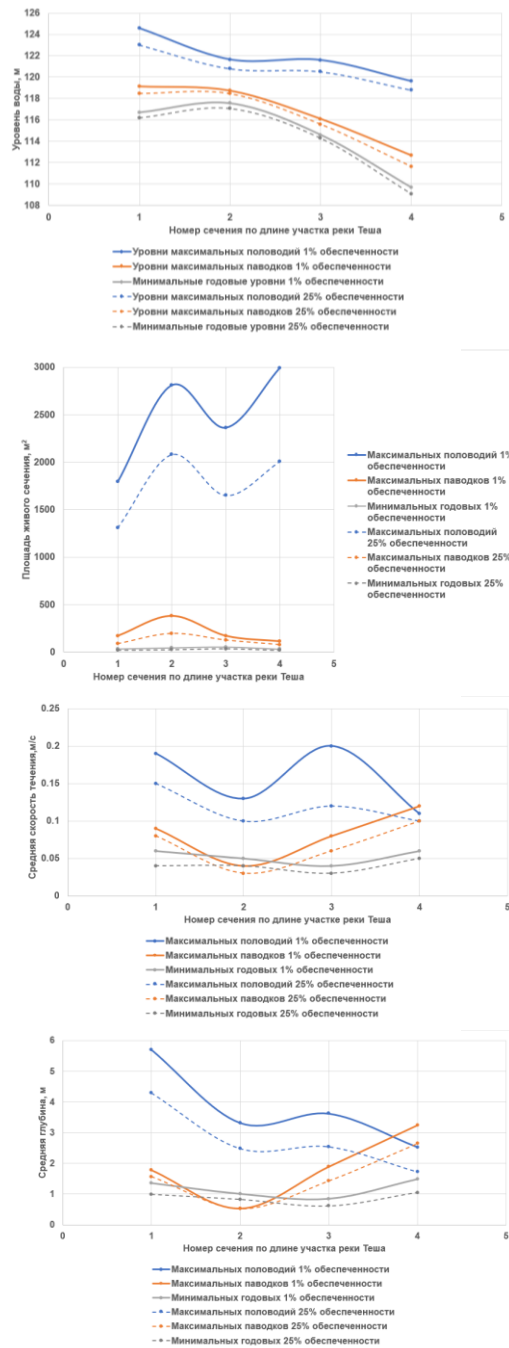 126
124
122
120
118
116
114
112
110
108
Уровень воды, м
0 1 2 3 4 5
Номер сечения по длине участка реки Теша
Уровни максимальных половодий 1% обеспеченности
Уровни максимальных паводков 1% обеспеченности
Минимальные годовые уровни 1% обеспеченности
Уровни максимальных половодий 25% обеспеченности
Уровни максимальных паводков 25% обеспеченности
Минимальные годовые уровни 25% обеспеченности
3000
2500
2000
1500
1000
500
0
Площадь живого сечения, м²
0 1 2 3 4 5
Номер сечения по длине участка реки Теша
Максимальных половодий 1%
обеспеченности
Максимальных паводков 1%
обеспеченности
Минимальных годовых 1%
обеспеченности
Максимальных половодий
25% обеспеченности
Максимальных паводков 25%
обеспеченности
Минимальных годовых 25%
обеспеченности
0.25
0.2
0.15
0.1
0.05
0
Средняя скорость течения,м/с
0 1 2 3 4 5
Номер сечения по длине участке реки Теша
Максимальных половодий 1% обеспеченности
Максимальных паводков 1% обеспеченности
Минимальных годовых 1% обеспеченности
Максимальных половодий 25% обеспеченности
Максимальных паводков 25% обеспеченности
Минимальных годовых 25% обеспеченности
6
5
4
3
2
1
0
Средняя глубина, м
0 1 2 3 4 5
Номер сечения по длине участка реки Теша
Максимальных половодий 1% обеспеченности
Максимальных паводков 1% обеспеченности
Минимальных годовых 1% обеспеченности
Максимальных половодий 25% обеспеченности
Максимальных паводков 25% обеспеченности
Минимальных годовых 25% обеспеченности